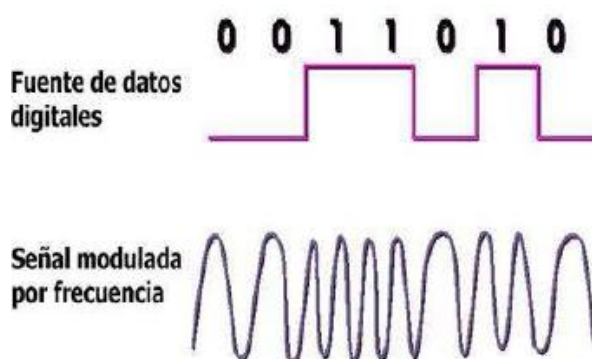 0 0 1 1 0 1 0
Fuente de datos
digitales
Señal modulada
por frecuencia